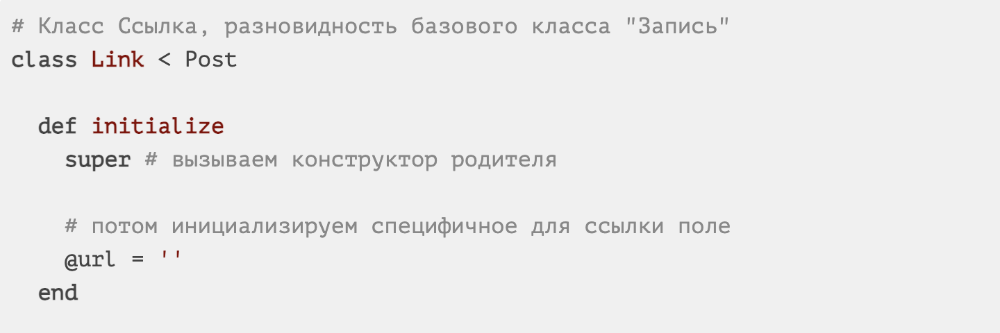 # Класс Ссылка, разновидность базового класса "Запись"
class Link < Post
def initialize
super # вызываем конструктор родителя
# потом инициализируем специфичное для ссылки поле
@url = ''
end